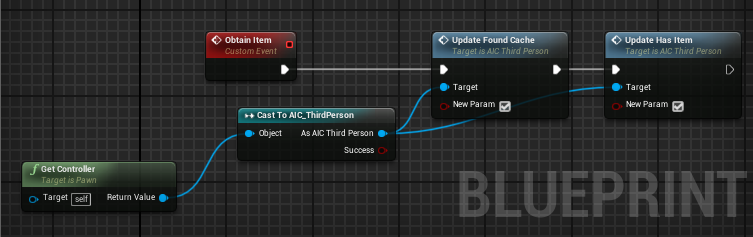 Obtain Item
Custom Event
Update Found Cache
Target is AIC Third Person
Target
New Param
Update Has Item
Target is AIC Third Person
Target
New Param
Cast To AIC_ThirdPerson
Object As AIC Third Person
Success
f Get Controller
Target is Pawn
Target self Return Value
BLUEPRINT